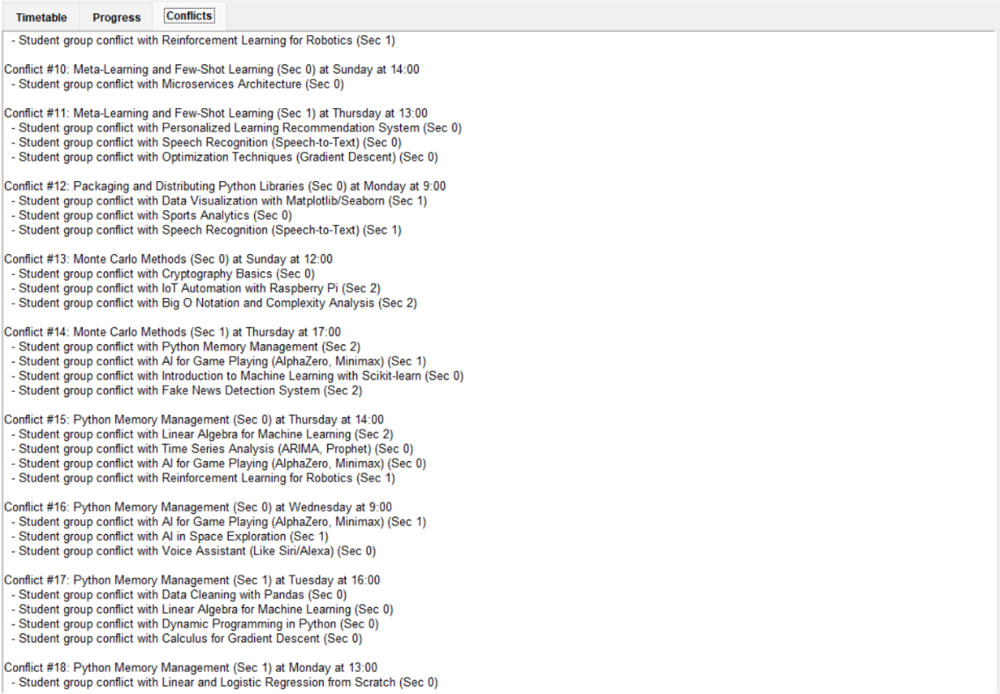 Timetable Progress Conflicts
- Student group conflict with Reinforcement Learning for Robotics (Sec 1)
Conflict #10: Meta-Learning and Few-Shot Learning (Sec 0) at Sunday at 14:00
- Student group conflict with Microservices Architecture (Sec 0)
Conflict #11: Meta-Learning and Few-Shot Learning (Sec 1) at Thursday at 13:00
- Student group conflict with Personalized Learning Recommendation System (Sec 0)
- Student group conflict with Speech Recognition (Speech-to-Text) (Sec 0)
- Student group conflict with Optimization Techniques (Gradient Descent) (Sec 0)
Conflict #12: Packaging and Distributing Python Libraries (Sec 0) at Monday at 9:00
- Student group conflict with Data Visualization with Matplotlib/Seaborn (Sec 1)
- Student group conflict with Sports Analytics (Sec 0)
- Student group conflict with Speech Recognition (Speech-to-Text) (Sec 1)
Conflict #13: Monte Carlo Methods (Sec 0) at Sunday at 12:00
- Student group conflict with Cryptography Basics (Sec 0)
- Student group conflict with IoT Automation with Raspberry Pi (Sec 2)
- Student group conflict with Big O Notation and Complexity Analysis (Sec 2)
Conflict #14: Monte Carlo Methods (Sec 1) at Thursday at 17:00
- Student group conflict with Python Memory Management (Sec 2)
- Student group conflict with AI for Game Playing (AlphaZero, Minimax) (Sec 1)
- Student group conflict with Introduction to Machine Learning with Scikit-learn (Sec 0)
- Student group conflict with Fake News Detection System (Sec 2)
Conflict #15: Python Memory Management (Sec 0) at Thursday at 14:00
- Student group conflict with Linear Algebra for Machine Learning (Sec 2)
- Student group conflict with Time Series Analysis (ARIMA, Prophet) (Sec 0)
- Student group conflict with AI for Game Playing (AlphaZero, Minimax) (Sec 0)
- Student group conflict with Reinforcement Learning for Robotics (Sec 1)
Conflict #16: Python Memory Management (Sec 0) at Wednesday at 9:00
- Student group conflict with AI for Game Playing (AlphaZero, Minimax) (Sec 1)
- Student group conflict with AI in Space Exploration (Sec 1)
- Student group conflict with Voice Assistant (Like Siri/Alexa) (Sec 0)
Conflict #17: Python Memory Management (Sec 1) at Tuesday at 16:00
- Student group conflict with Data Cleaning with Pandas (Sec 0)
- Student group conflict with Linear Algebra for Machine Learning (Sec 0)
- Student group conflict with Dynamic Programming in Python (Sec 0)
- Student group conflict with Calculus for Gradient Descent (Sec 0)
Conflict #18: Python Memory Management (Sec 1) at Monday at 13:00
- Student group conflict with Linear and Logistic Regression from Scratch (Sec 0)